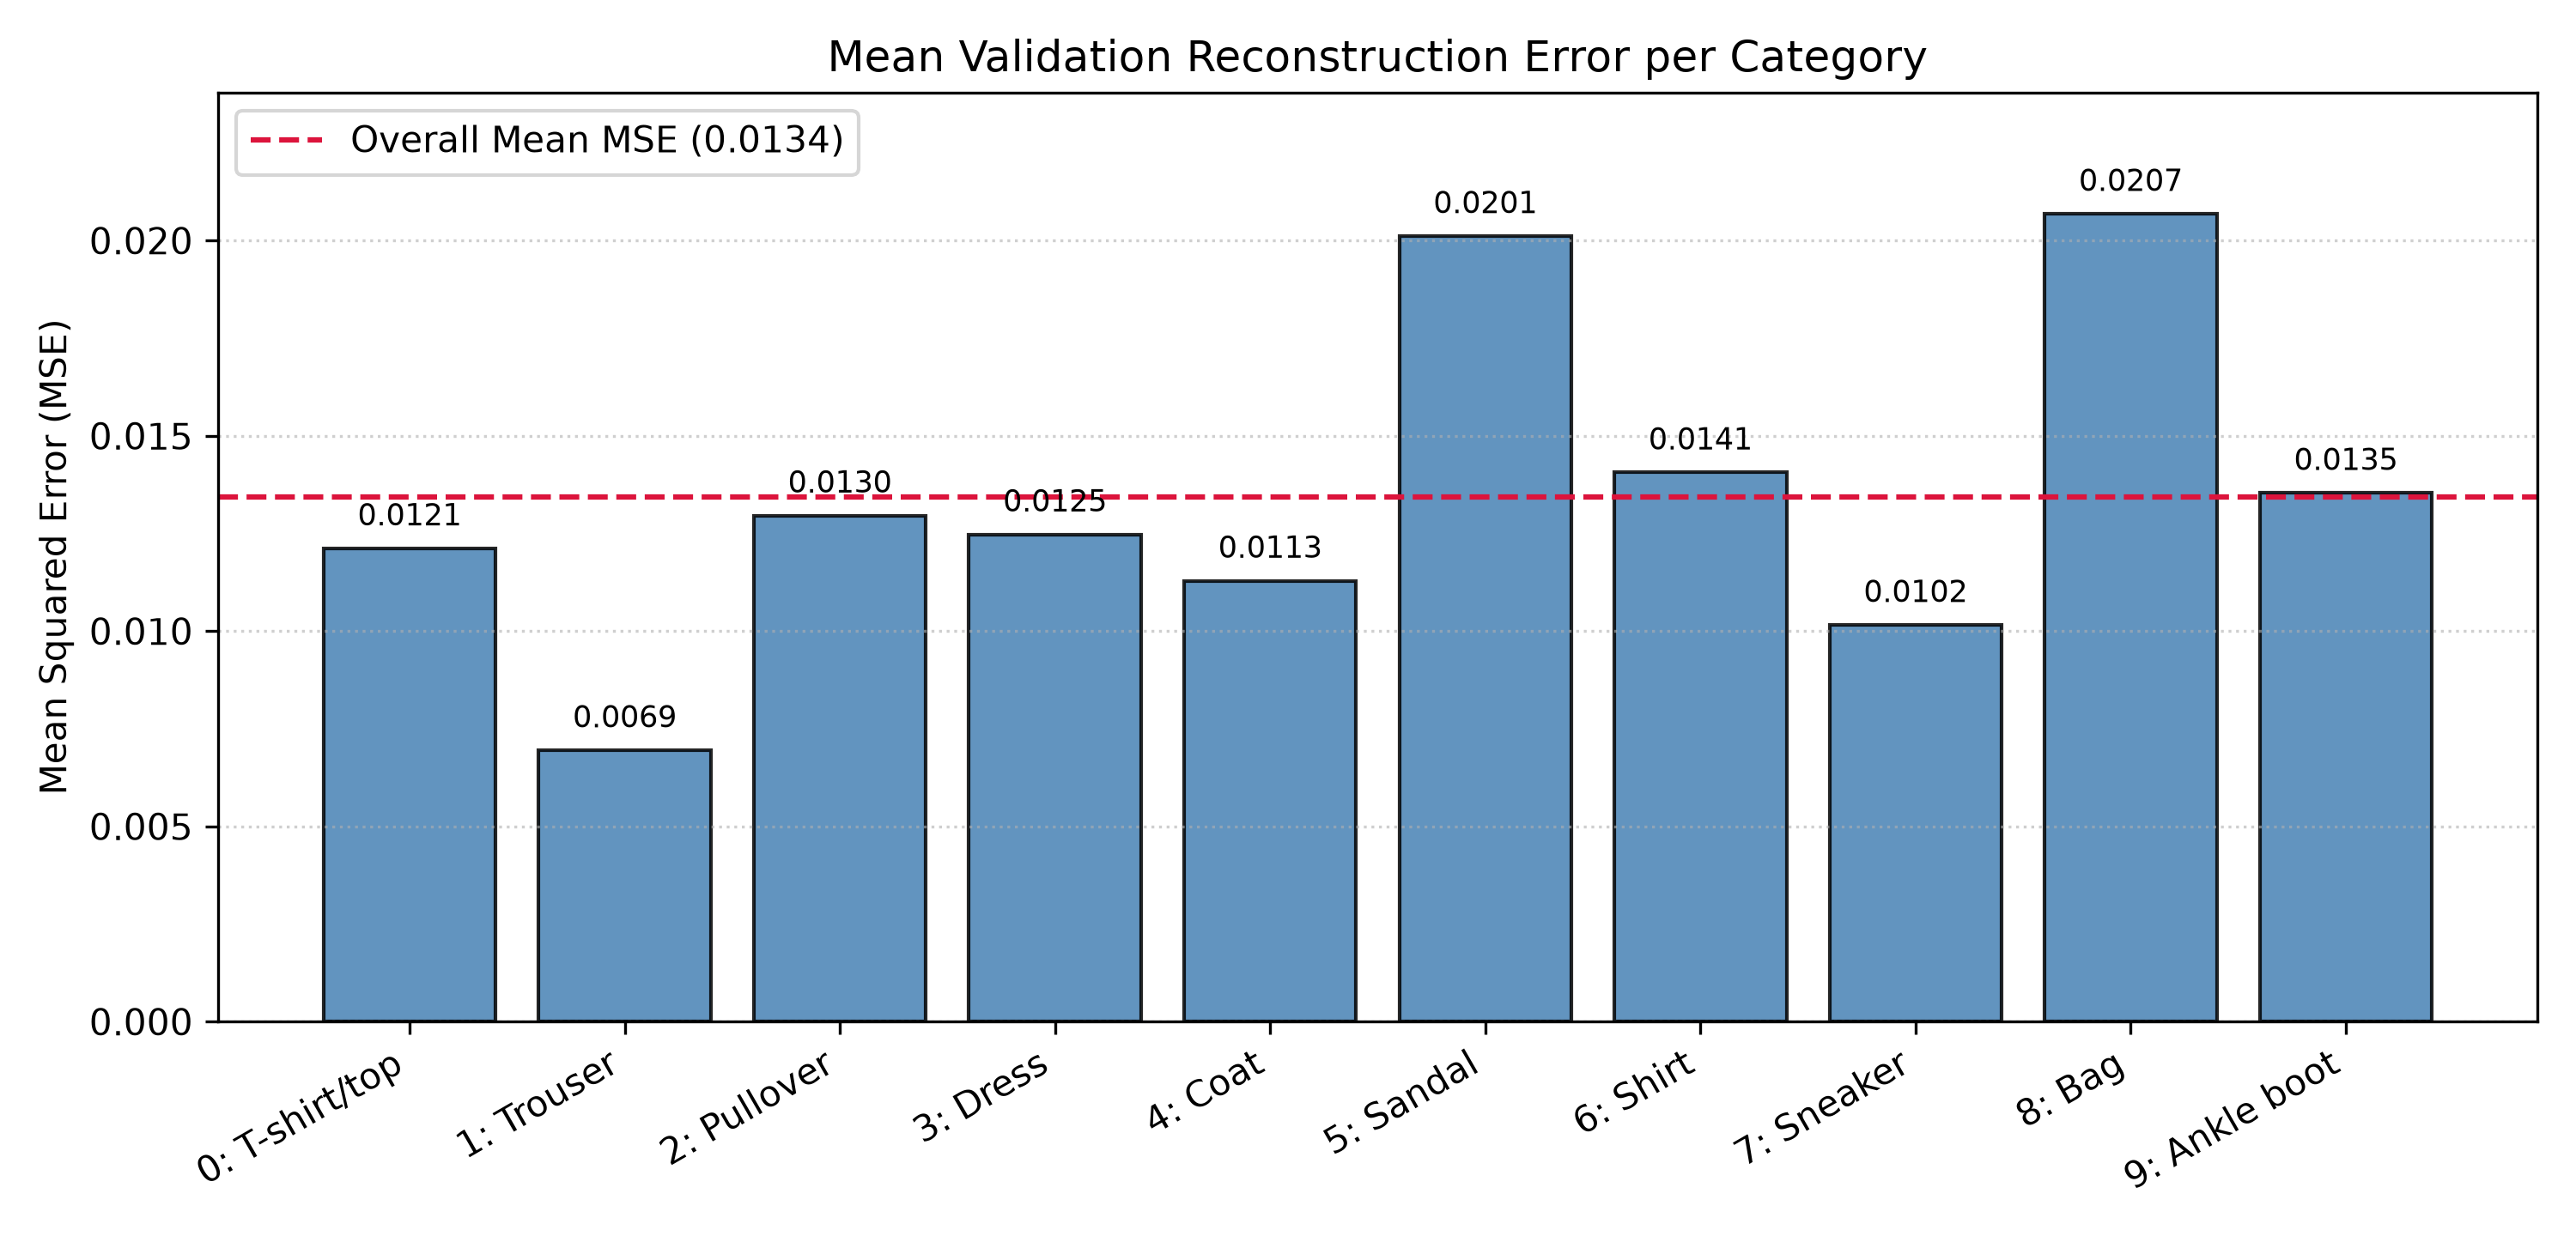 Mean Validation Reconstruction Error per Category
Overall Mean MSE (0.0134)
Mean Squared Error (MSE)
0.020
0.015
0.010
0.005
0.000
0.0121
0.0069
0.0130
0.0125
0.0113
0.0201
0.0141
0.0102
0.0207
0.0135
0: T-shirt/top
1: Trouser
2: Pullover
3: Dress
4: Coat
5: Sandal
6: Shirt
7: Sneaker
8: Bag
9: Ankle boot